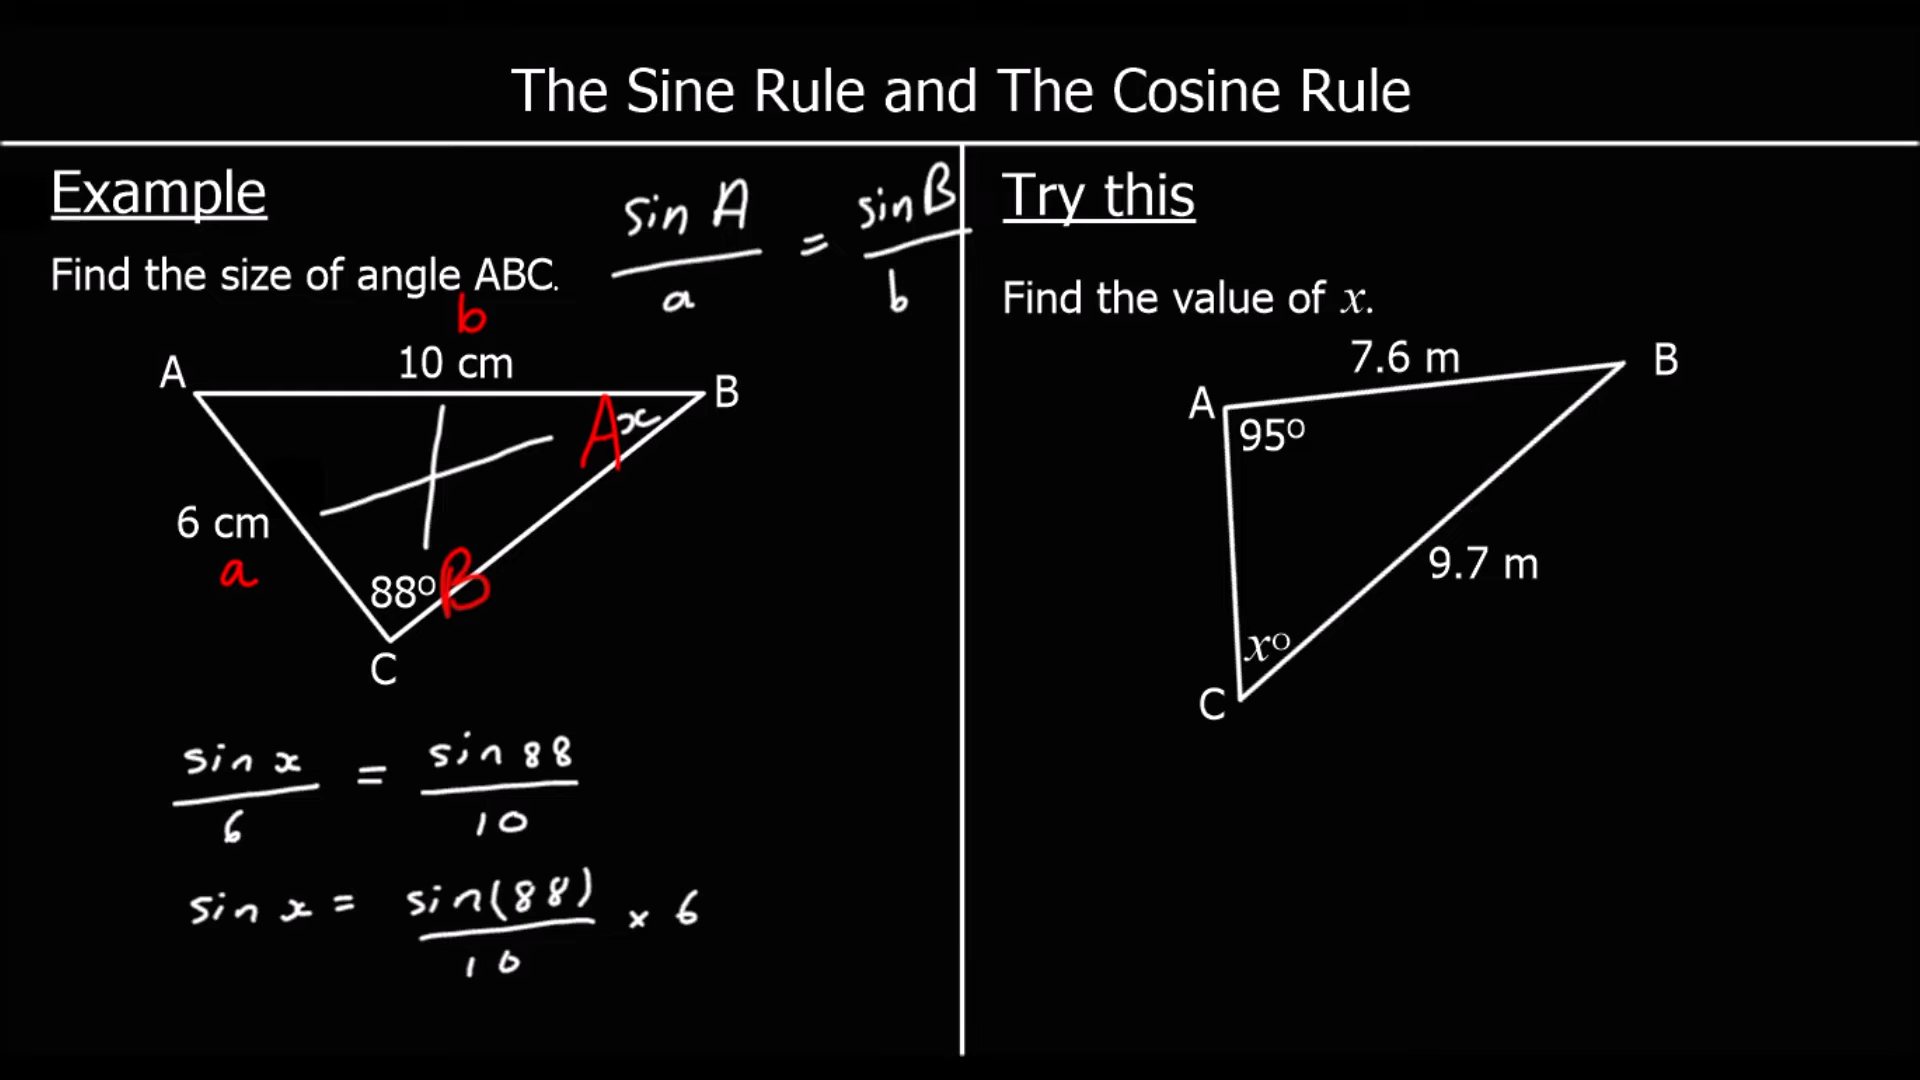 The Sine Rule and The Cosine Rule
Example
Find the size of angle ABC.
sin A / a = sin B / b
b
10 cm
A
B
A x
6 cm
a
88° B
C
sin x / 6 = sin 88 / 10
sin x = sin(88) / 10 × 6
Try this
Find the value of x.
7.6 m
B
A
95°
9.7 m
x°
C